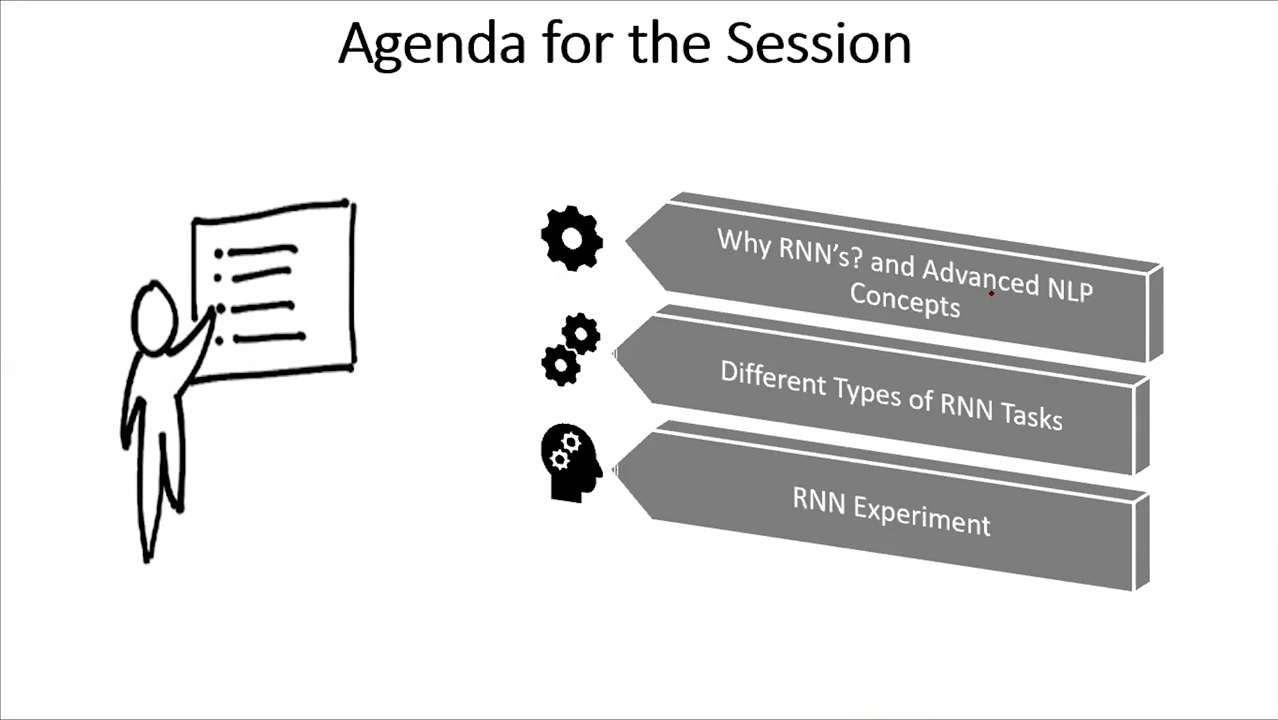 Agenda for the Session
Why RNN's? and Advanced NLP
Concepts
Different Types of RNN Tasks
RNN Experiment